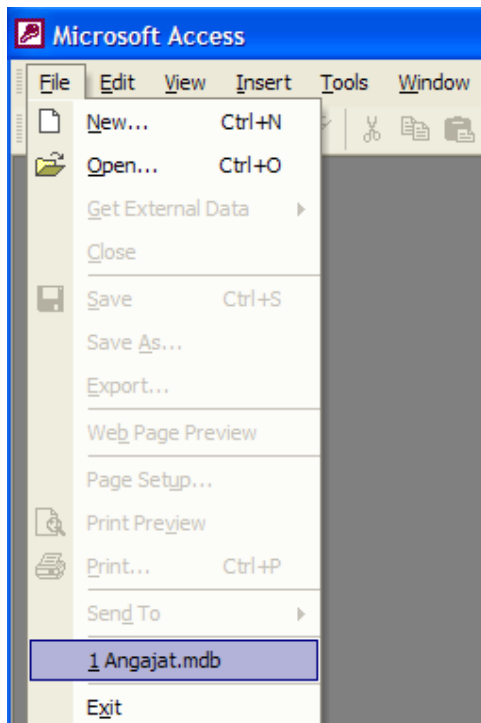 Microsoft Access
File Edit View Insert Tools Window
New... Ctrl+N
Open... Ctrl+O
Get External Data
Close
Save Ctrl+S
Save As...
Export...
Web Page Preview
Page Setup...
Print Preview
Print... Ctrl+P
Send To
1 Angajat.mdb
Exit